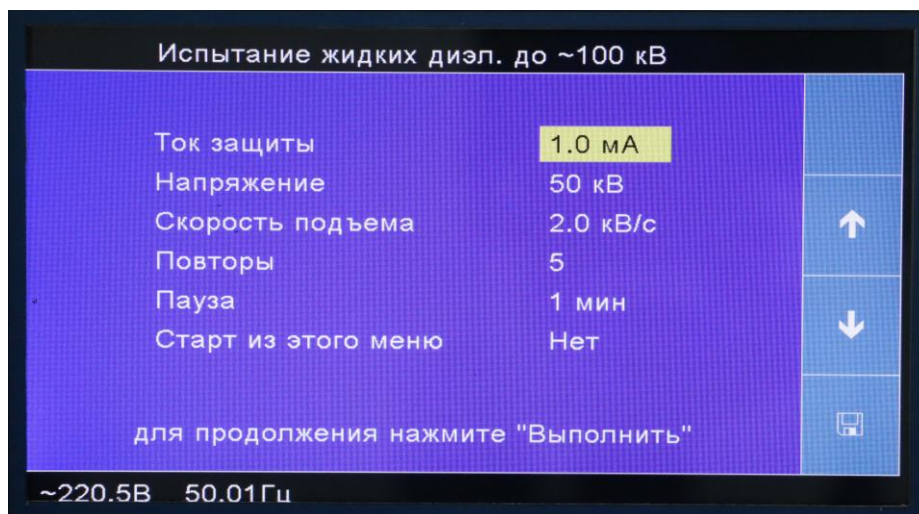 Испытание жидких диэл. до ~100 кВ
Ток защиты 1.0 мА
Напряжение 50 кВ
Скорость подъема 2.0 кВ/с
Повторы 5
Пауза 1 мин
Старт из этого меню Нет
для продолжения нажмите "Выполнить"
~220.5В 50.01Гц